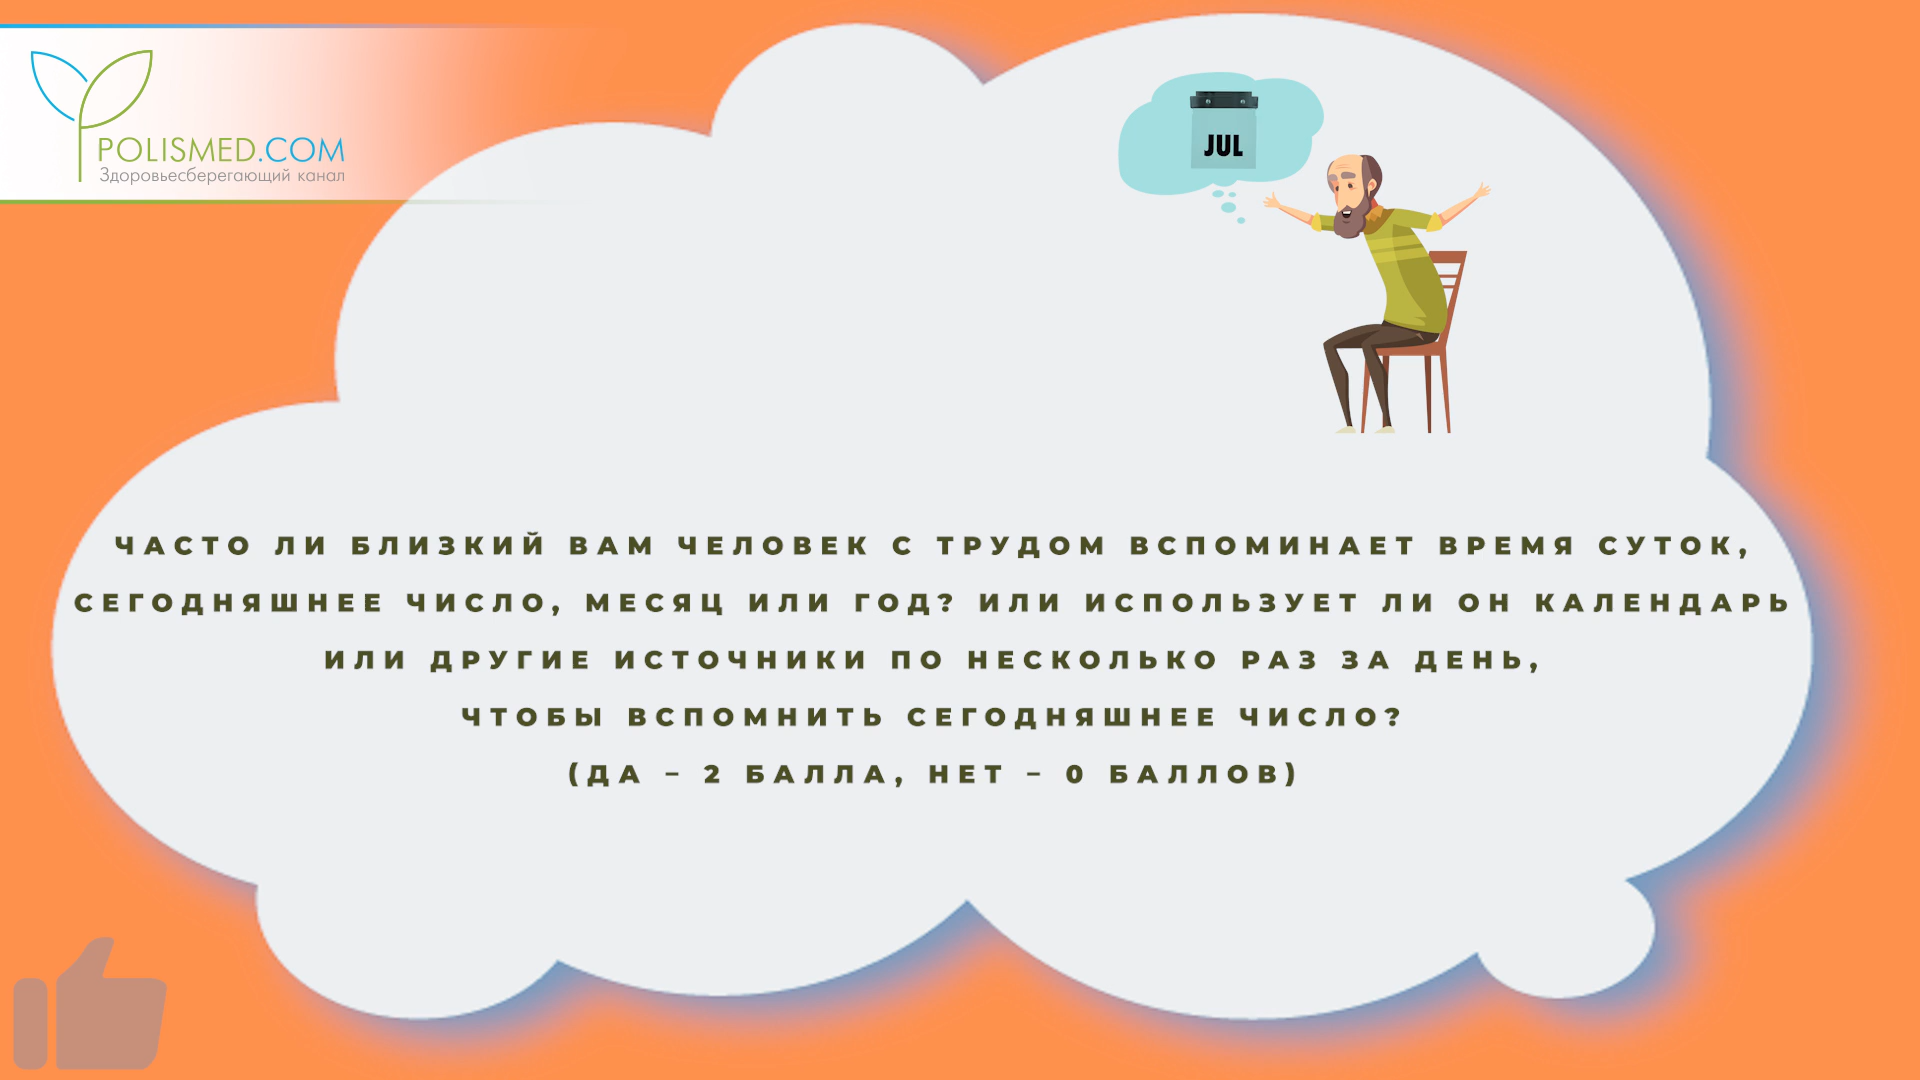 POLISMED.COM
Здоровьесберегающий канал
JUL
ЧАСТО ЛИ БЛИЗКИЙ ВАМ ЧЕЛОВЕК С ТРУДОМ ВСПОМИНАЕТ ВРЕМЯ СУТОК,
СЕГОДНЯШНЕЕ ЧИСЛО, МЕСЯЦ ИЛИ ГОД? ИЛИ ИСПОЛЬЗУЕТ ЛИ ОН КАЛЕНДАРЬ
ИЛИ ДРУГИЕ ИСТОЧНИКИ ПО НЕСКОЛЬКО РАЗ ЗА ДЕНЬ,
ЧТОБЫ ВСПОМНИТЬ СЕГОДНЯШНЕЕ ЧИСЛО?
(ДА – 2 БАЛЛА, НЕТ – 0 БАЛЛОВ)